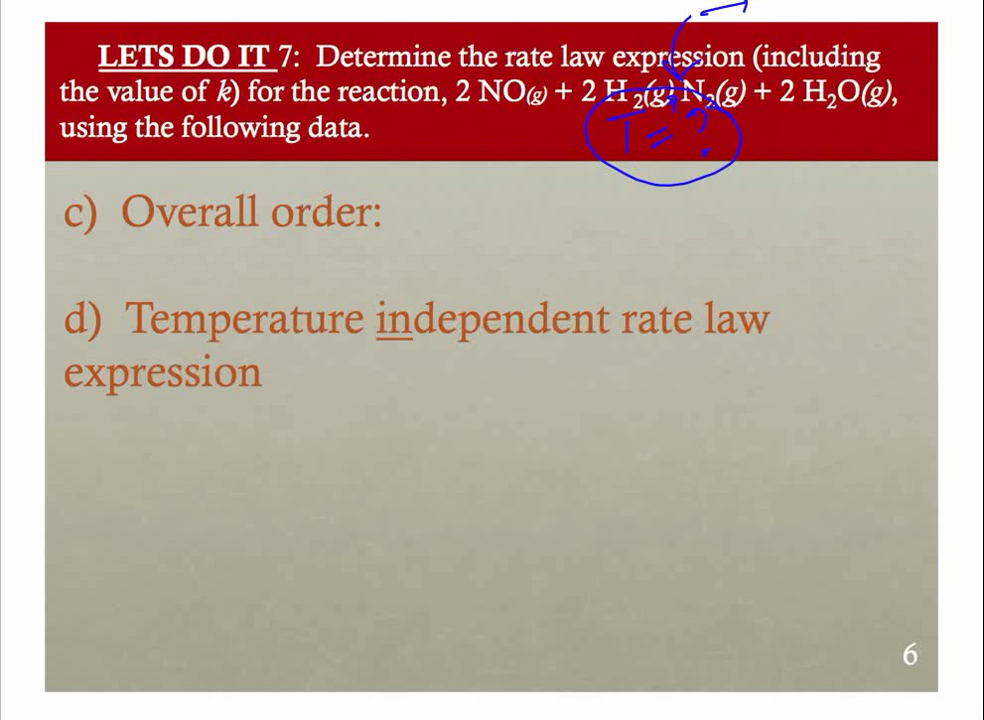 LETS DO IT 7: Determine the rate law expression (including
the value of k) for the reaction, 2 NO(g) + 2 H₂(g) N₂(g) + 2 H₂O(g),
T = ?
using the following data.
c) Overall order:
d) Temperature independent rate law
expression
6